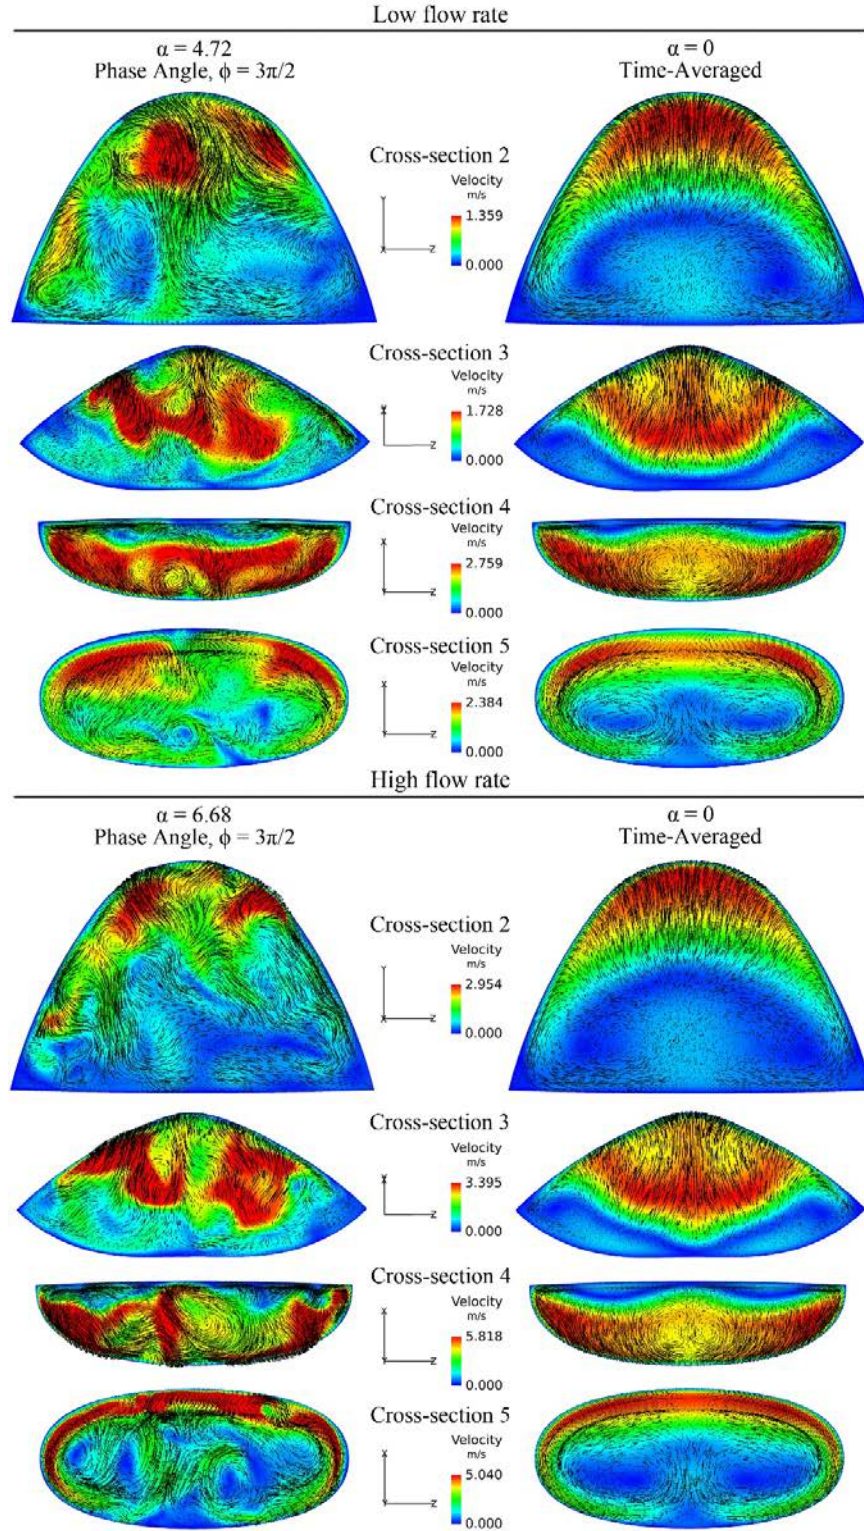 Low flow rate
α = 4.72
Phase Angle, ϕ = 3π/2
α = 0
Time-Averaged
Cross-section 2
Velocity
m/s
1.359
0.000
Y
X
Z
Cross-section 3
Velocity
m/s
1.728
0.000
Z
Cross-section 4
Velocity
m/s
2.759
0.000
X
Y
Z
Cross-section 5
Velocity
m/s
2.384
0.000
X
Y
Z
High flow rate
α = 6.68
Phase Angle, ϕ = 3π/2
α = 0
Time-Averaged
Cross-section 2
Velocity
m/s
2.954
0.000
Y
X
Z
Cross-section 3
Velocity
m/s
3.395
0.000
Z
Cross-section 4
Velocity
m/s
5.818
0.000
X
Y
Z
Cross-section 5
Velocity
m/s
5.040
0.000
X
Y
Z